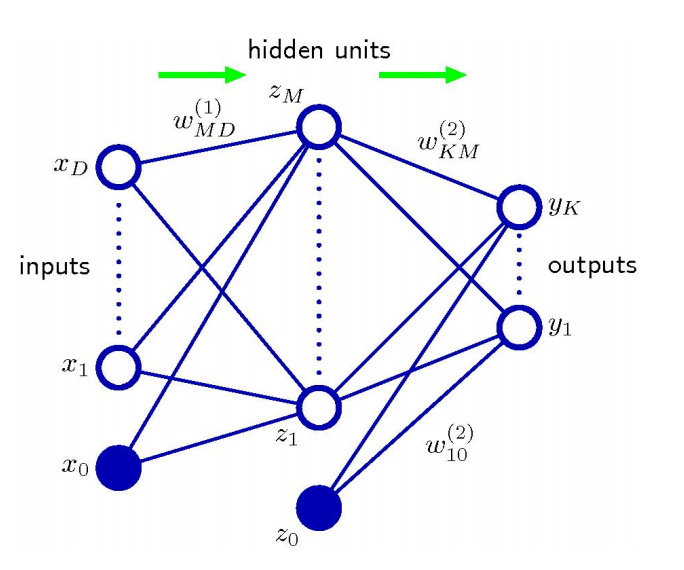 hidden units
z_M
w_{MD}^{(1)}
w_{KM}^{(2)}
x_D
y_K
inputs
outputs
y_1
x_1
z_1
w_{10}^{(2)}
x_0
z_0